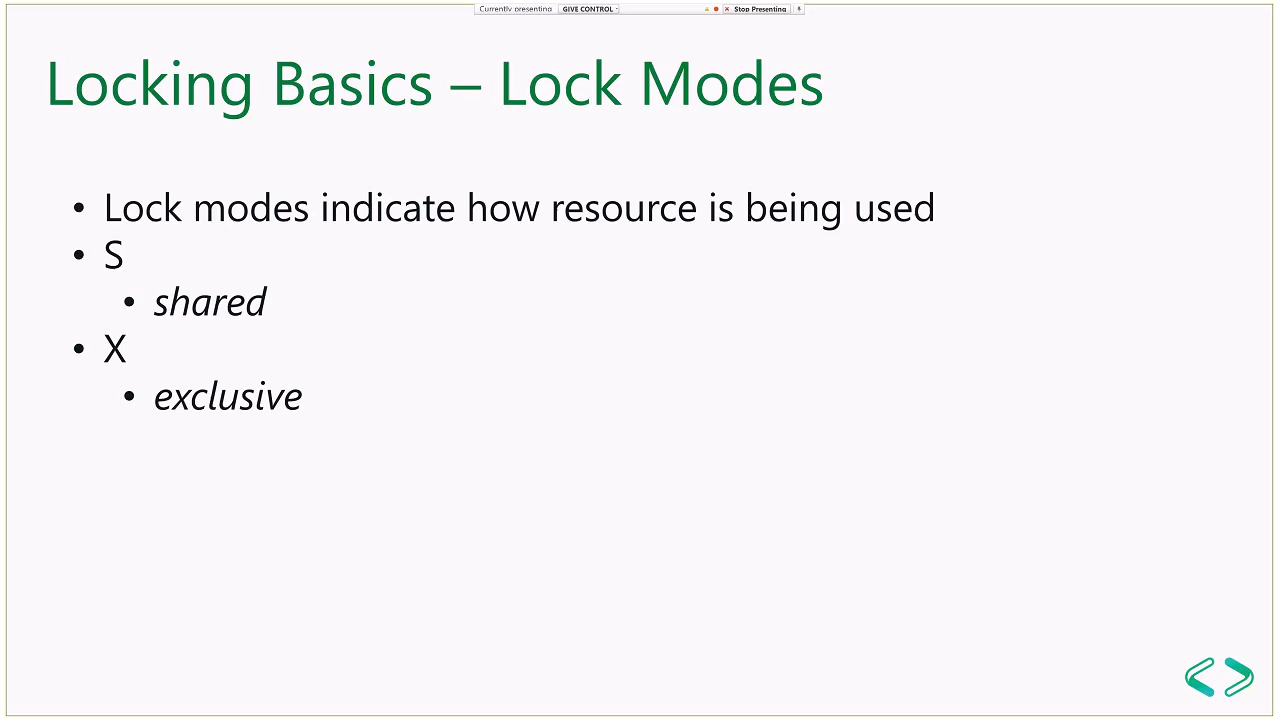 Currently presenting GIVE CONTROL Stop Presenting
Locking Basics – Lock Modes
• Lock modes indicate how resource is being used
• S
• shared
• X
• exclusive